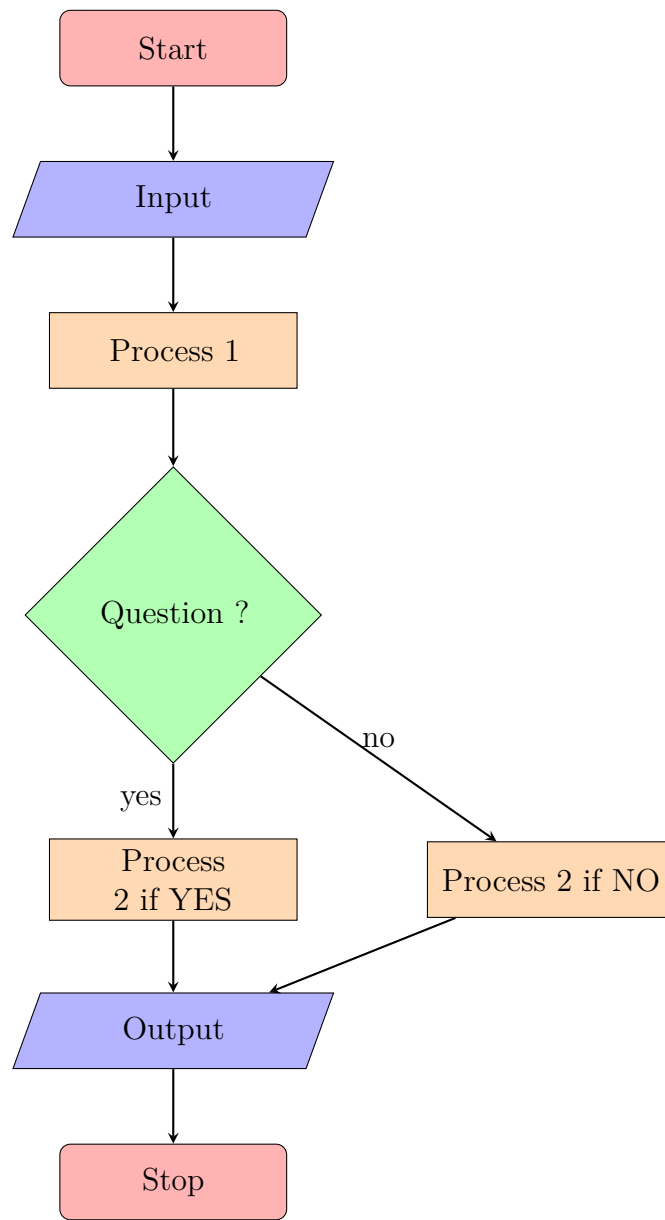 Start
Input
Process 1
Question ?
no
yes
Process
2 if YES
Process 2 if NO
Output
Stop